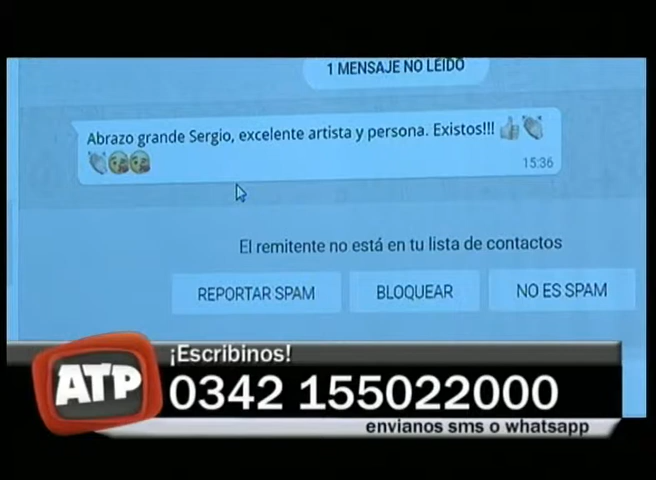 1 MENSAJE NO LEÍDO
Abrazo grande Sergio, excelente artista y persona. Existos!!! 👍👏
👏😘😘
15:36
El remitente no está en tu lista de contactos
REPORTAR SPAM
BLOQUEAR
NO ES SPAM
¡Escribinos!
ATP
0342 155022000
envianos sms o whatsapp